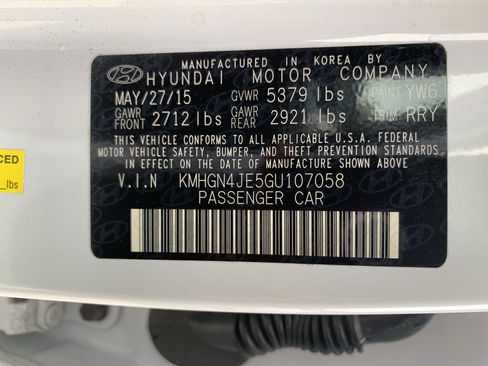 MANUFACTURED IN KOREA BY
HYUNDAI MOTOR COMPANY
MAY/27/15 GVWR 5379 lbs PAINT YW6
GAWR FRONT 2712 lbs GAWR REAR 2921 lbs TRIM RRY
THIS VEHICLE CONFORMS TO ALL APPLICABLE U.S.A. FEDERAL
MOTOR VEHICLE SAFETY, BUMPER, AND THEFT PREVENTION STANDARDS
IN EFFECT ON THE DATE OF MANUFACTURE SHOWN ABOVE.
V.I.N KMHGN4JE5GU107058
PASSENGER CAR
CED
lbs